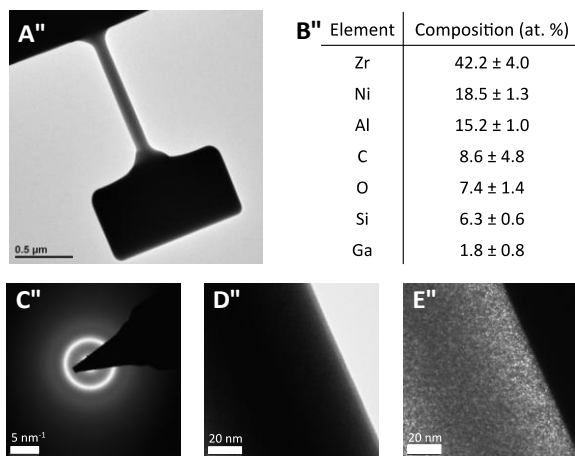 A"
B"
Element Composition (at. %)
Zr 42.2 ± 4.0
Ni 18.5 ± 1.3
Al 15.2 ± 1.0
C 8.6 ± 4.8
O 7.4 ± 1.4
Si 6.3 ± 0.6
Ga 1.8 ± 0.8
0.5 µm
C"
D"
E"
5 nm⁻¹
20 nm
20 nm